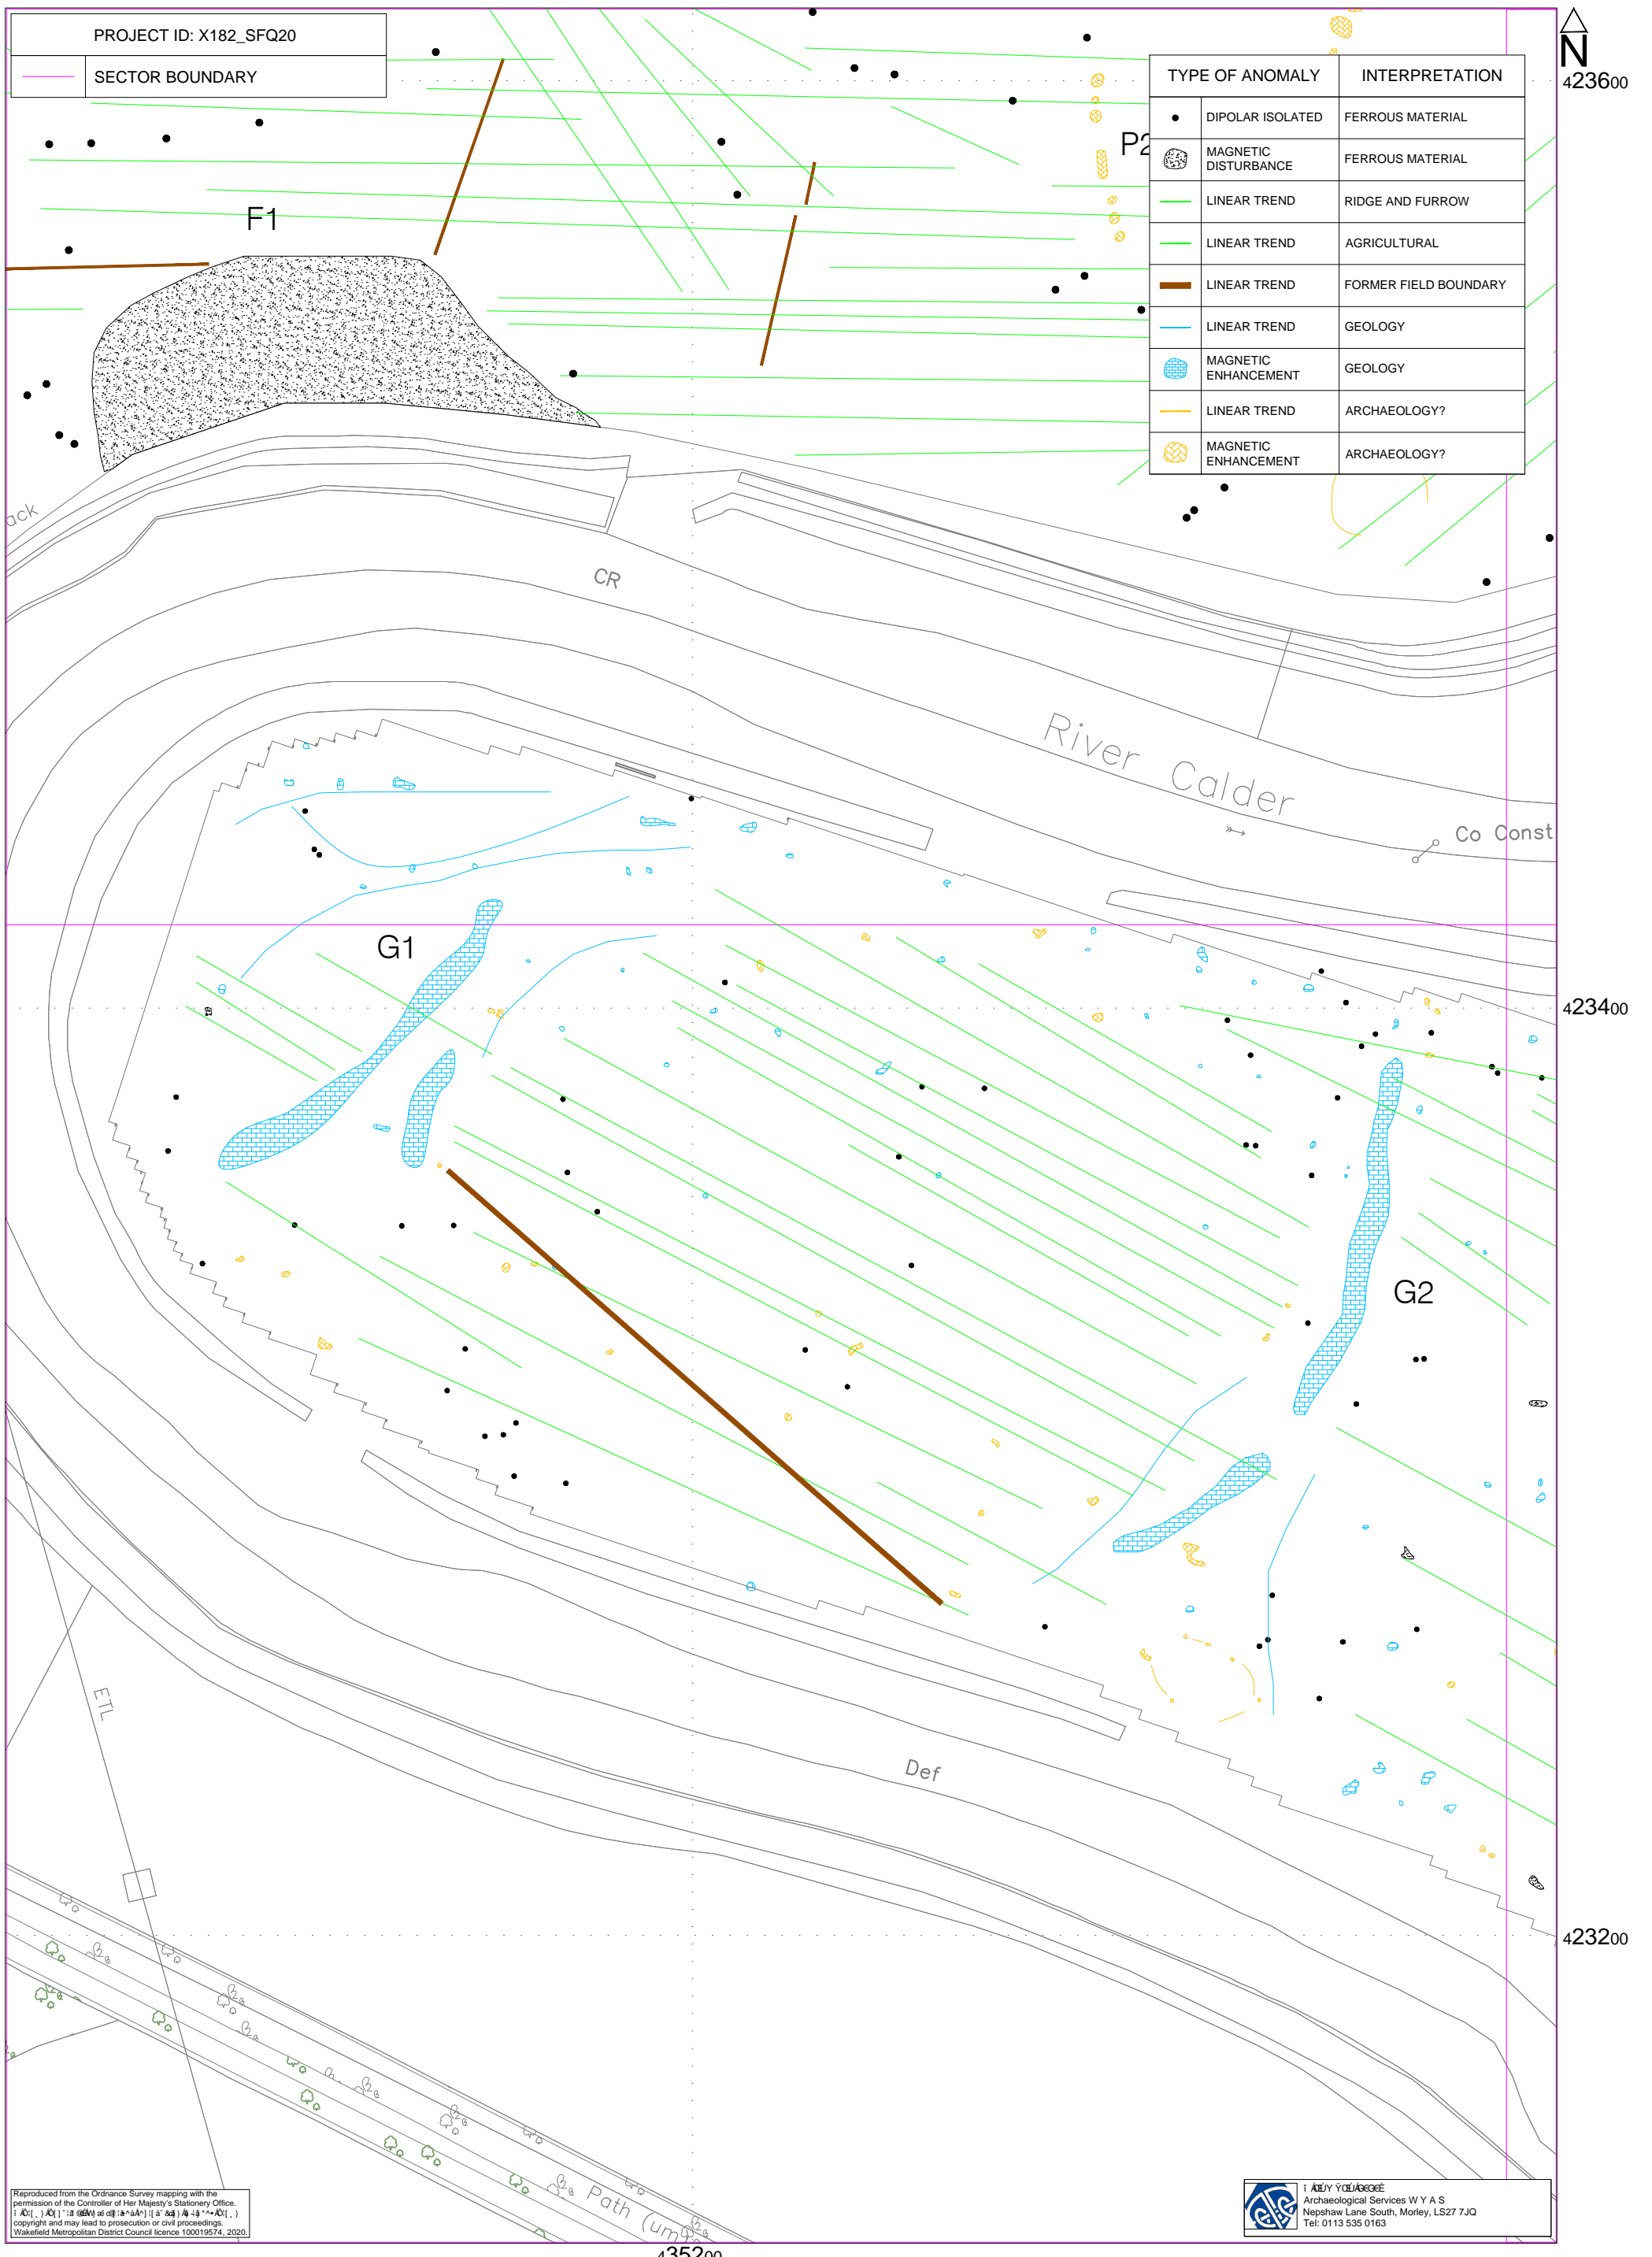 PROJECT ID: X182_SFQ20
SECTOR BOUNDARY
N
TYPE OF ANOMALY INTERPRETATION
DIPOLAR ISOLATED FERROUS MATERIAL
MAGNETIC DISTURBANCE FERROUS MATERIAL
LINEAR TREND RIDGE AND FURROW
LINEAR TREND AGRICULTURAL
LINEAR TREND FORMER FIELD BOUNDARY
LINEAR TREND GEOLOGY
MAGNETIC ENHANCEMENT GEOLOGY
LINEAR TREND ARCHAEOLOGY?
MAGNETIC ENHANCEMENT ARCHAEOLOGY?
423600
P2
F1
ack
CR
River Calder
Co Const
G1
423400
G2
ETL
Def
423200
Path (um
Reproduced from the Ordnance Survey mapping with the
permission of the Controller of Her Majesty's Stationery Office.
copyright and may lead to prosecution or civil proceedings.
Wakefield Metropolitan District Council licence 100019574, 2020.
Archaeological Services W Y A S
Nepshaw Lane South, Morley, LS27 7JQ
Tel: 0113 535 0163
435200